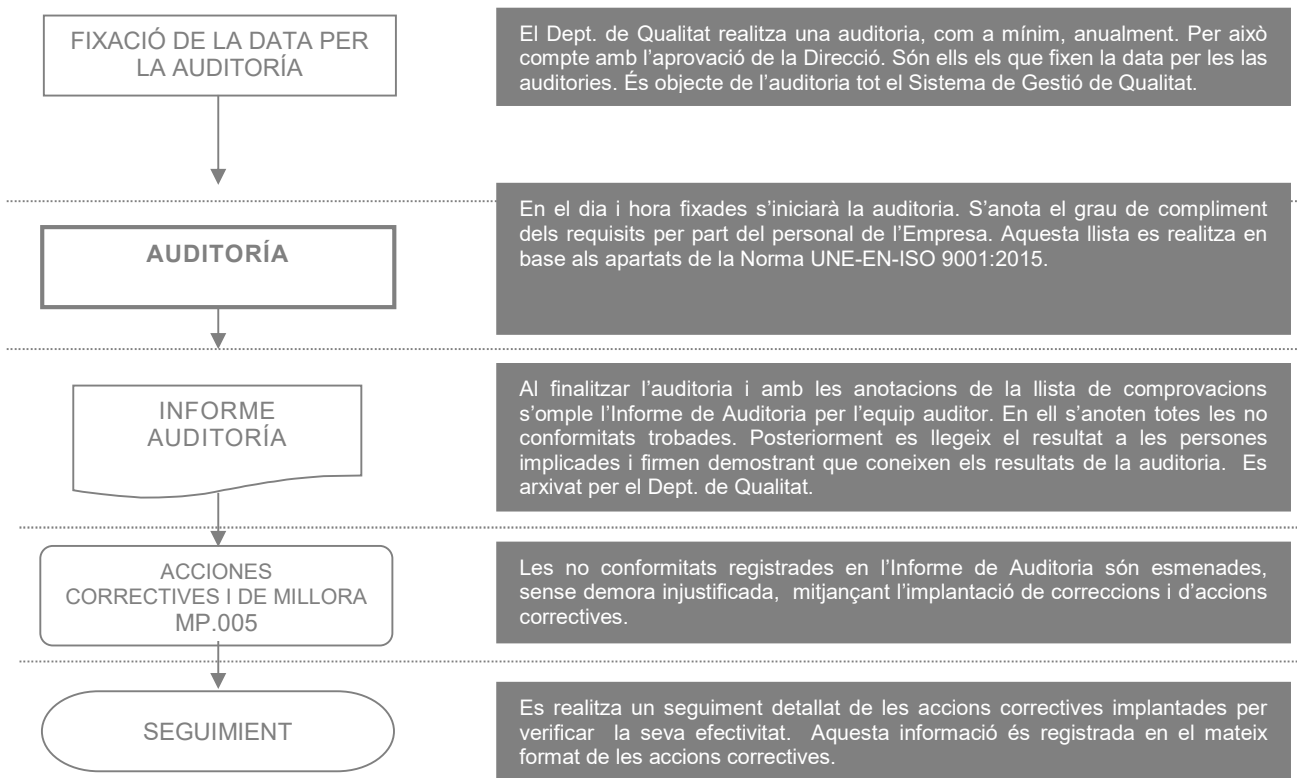 FIXACIÓ DE LA DATA PER
LA AUDITORÍA
El Dept. de Qualitat realitza una auditoria, com a mínim, anualment. Per això
compte amb l’aprovació de la Direcció. Són ells els que fixen la data per les las
auditories. És objecte de l’auditoria tot el Sistema de Gestió de Qualitat.
AUDITORÍA
En el dia i hora fixades s’iniciarà la auditoria. S’anota el grau de compliment
dels requisits per part del personal de l’Empresa. Aquesta llista es realitza en
base als apartats de la Norma UNE-EN-ISO 9001:2015.
INFORME
AUDITORÍA
Al finalitzar l’auditoria i amb les anotacions de la llista de comprovacions
s’omple l’Informe de Auditoria per l’equip auditor. En ell s’anoten totes les no
conformitats trobades. Posteriorment es llegeix el resultat a les persones
implicades i firmen demostrant que coneixen els resultats de la auditoria. Es
arxivat per el Dept. de Qualitat.
ACCIONES
CORRECTIVES I DE MILLORA
MP.005
Les no conformitats registrades en l’Informe de Auditoria són esmenades,
sense demora injustificada, mitjançant l’implantació de correccions i d’accions
correctives.
SEGUIMIENT
Es realitza un seguiment detallat de les accions correctives implantades per
verificar la seva efectivitat. Aquesta informació és registrada en el mateix
format de les accions correctives.